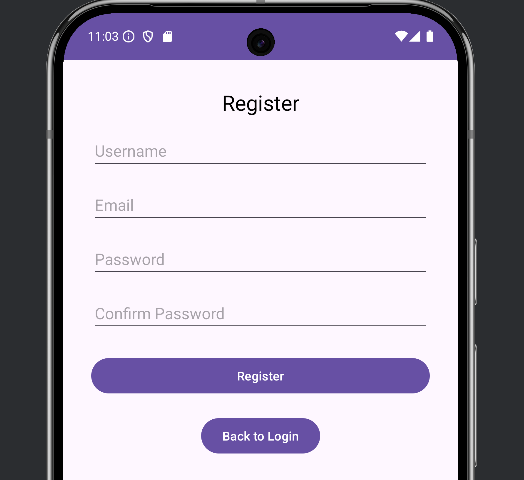 11:03
Register
Username
Email
Password
Confirm Password
Register
Back to Login